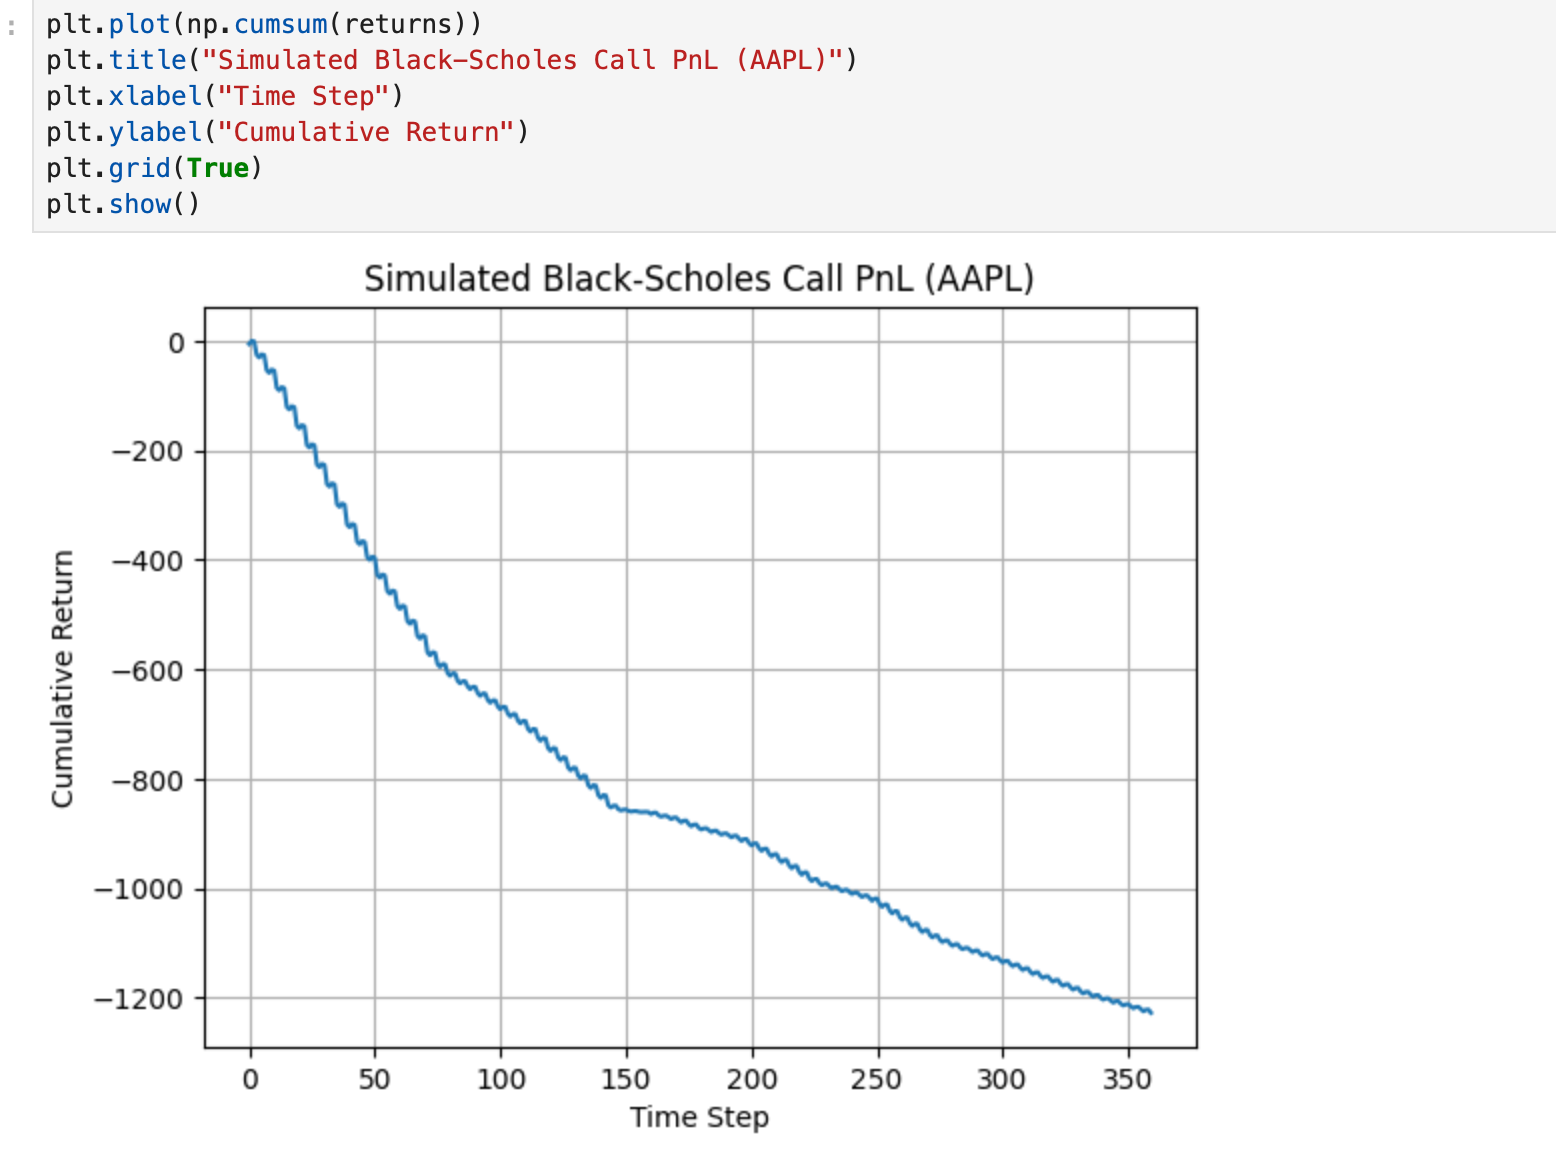 :
plt.plot(np.cumsum(returns))
plt.title("Simulated Black–Scholes Call PnL (AAPL)")
plt.xlabel("Time Step")
plt.ylabel("Cumulative Return")
plt.grid(True)
plt.show()
Simulated Black-Scholes Call PnL (AAPL)
0
−200
−400
−600
−800
−1000
−1200
Cumulative Return
0 50 100 150 200 250 300 350
Time Step